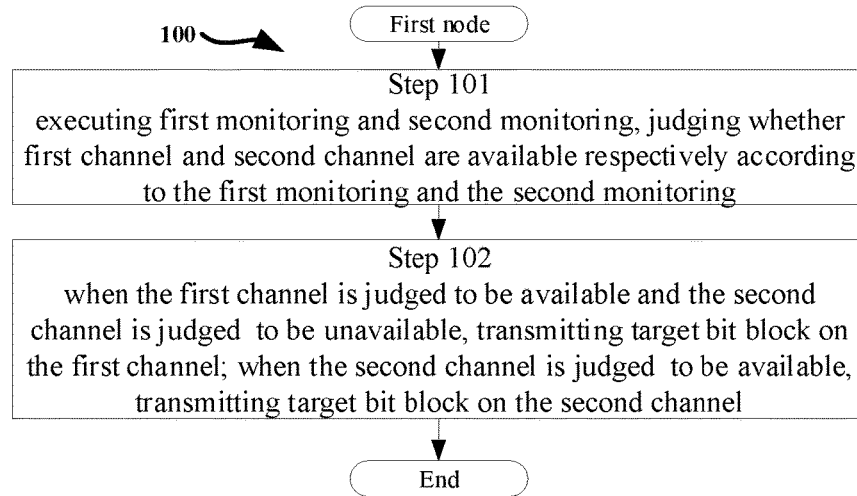 First node
100
Step 101
executing first monitoring and second monitoring, judging whether
first channel and second channel are available respectively according
to the first monitoring and the second monitoring
Step 102
when the first channel is judged to be available and the second
channel is judged to be unavailable, transmitting target bit block on
the first channel; when the second channel is judged to be available,
transmitting target bit block on the second channel
End